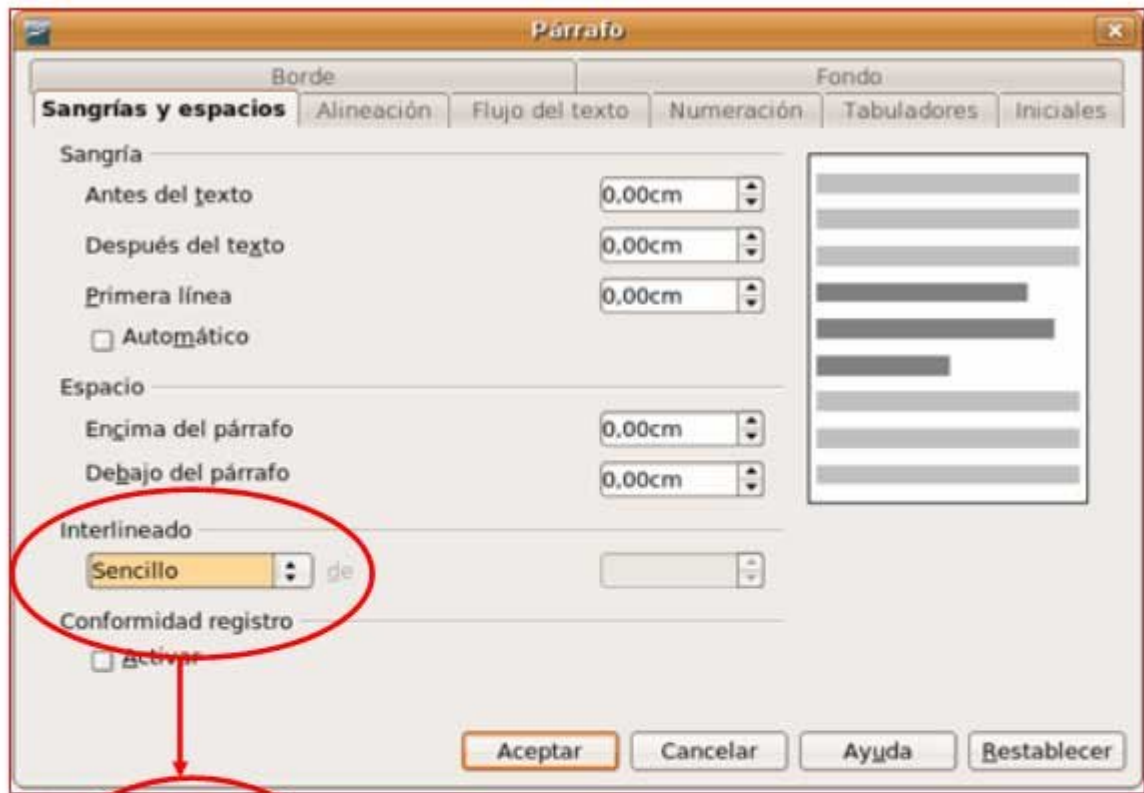 Párrafo
Borde Fondo
Sangrías y espacios Alineación Flujo del texto Numeración Tabuladores Iniciales
Sangría
Antes del texto 0,00cm
Después del texto 0,00cm
Primera línea 0,00cm
Automático
Espacio
Encima del párrafo 0,00cm
Debajo del párrafo 0,00cm
Interlineado
Sencillo de
Conformidad registro
Activar
Aceptar Cancelar Ayuda Restablecer